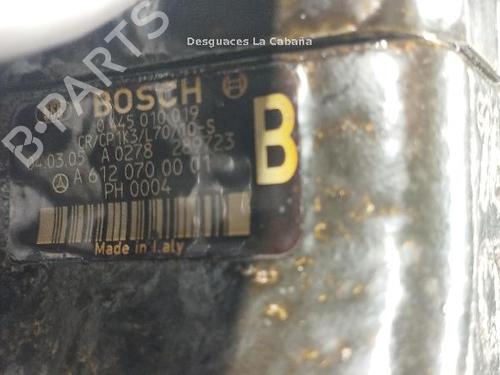 Desguaces La Cabaña
B-PARTS
BOSCH
0 445 010 019
CR/CP1K3/L70/10-S
04.03.05 A 0278 289723
A 612 070 00 01
PH 0004
B
Made in Italy